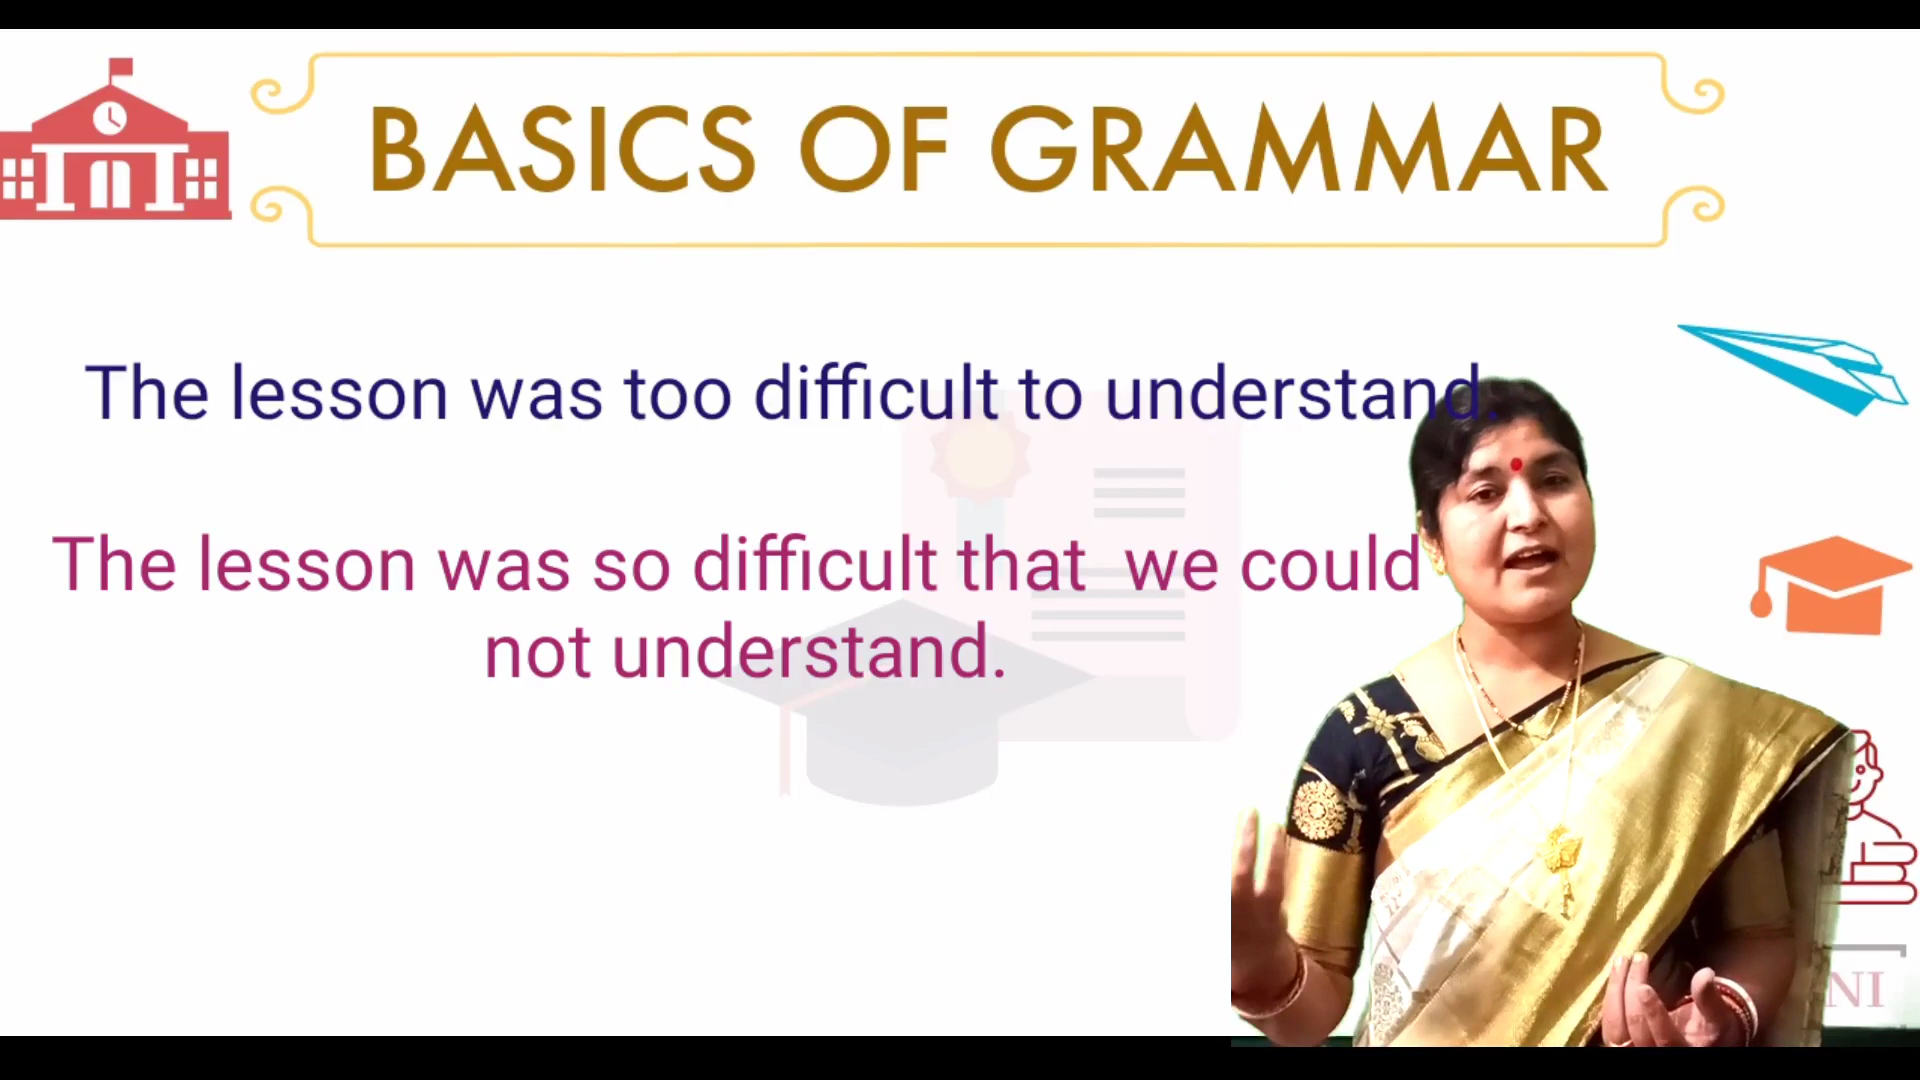 BASICS OF GRAMMAR
The lesson was too difficult to understand.
The lesson was so difficult that we could
not understand.
NI